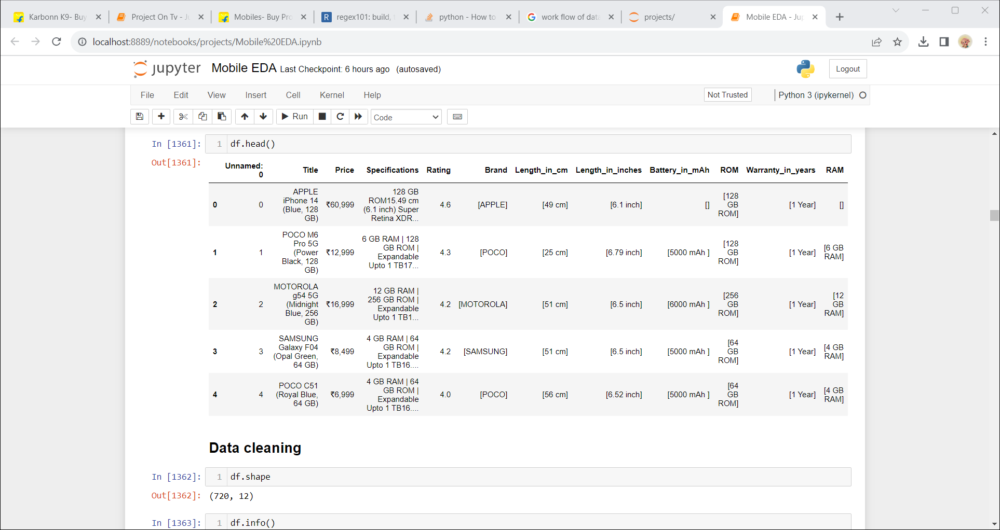 Karbonn K9- Buy
Project On Tv - Ju
Mobiles- Buy Pro
regex101: build,
python - How to
work flow of data
projects/
Mobile EDA - Jup
localhost:8889/notebooks/projects/Mobile%20EDA.ipynb
jupyter Mobile EDA Last Checkpoint: 6 hours ago (autosaved)
Logout
File Edit View Insert Cell Kernel Help
Not Trusted
Python 3 (ipykernel)
Run
Code
In [1361]: 1 df.head()
Out[1361]:
Unnamed: 0 Title Price Specifications Rating Brand Length_in_cm Length_in_inches Battery_in_mAh ROM Warranty_in_years RAM
0 0 APPLE iPhone 14 (Blue, 128 GB) ₹60,999 128 GB ROM15.49 cm (6.1 inch) Super Retina XDR... 4.6 [APPLE] [49 cm] [6.1 inch] [] [128 GB ROM] [1 Year] []
1 1 POCO M6 Pro 5G (Power Black, 128 GB) ₹12,999 6 GB RAM | 128 GB ROM | Expandable Upto 1 TB17... 4.3 [POCO] [25 cm] [6.79 inch] [5000 mAh ] [128 GB ROM] [1 Year] [6 GB RAM]
2 2 MOTOROLA g54 5G (Midnight Blue, 256 GB) ₹16,999 12 GB RAM | 256 GB ROM | Expandable Upto 1 TB1... 4.2 [MOTOROLA] [51 cm] [6.5 inch] [6000 mAh ] [256 GB ROM] [1 Year] [12 GB RAM]
3 3 SAMSUNG Galaxy F04 (Opal Green, 64 GB) ₹8,499 4 GB RAM | 64 GB ROM | Expandable Upto 1 TB16.... 4.2 [SAMSUNG] [51 cm] [6.5 inch] [5000 mAh ] [64 GB ROM] [1 Year] [4 GB RAM]
4 4 POCO C51 (Royal Blue, 64 GB) ₹6,999 4 GB RAM | 64 GB ROM | Expandable Upto 1 TB16.... 4.0 [POCO] [56 cm] [6.52 inch] [5000 mAh ] [64 GB ROM] [1 Year] [4 GB RAM]
Data cleaning
In [1362]: 1 df.shape
Out[1362]: (720, 12)
In [1363]: 1 df.info()